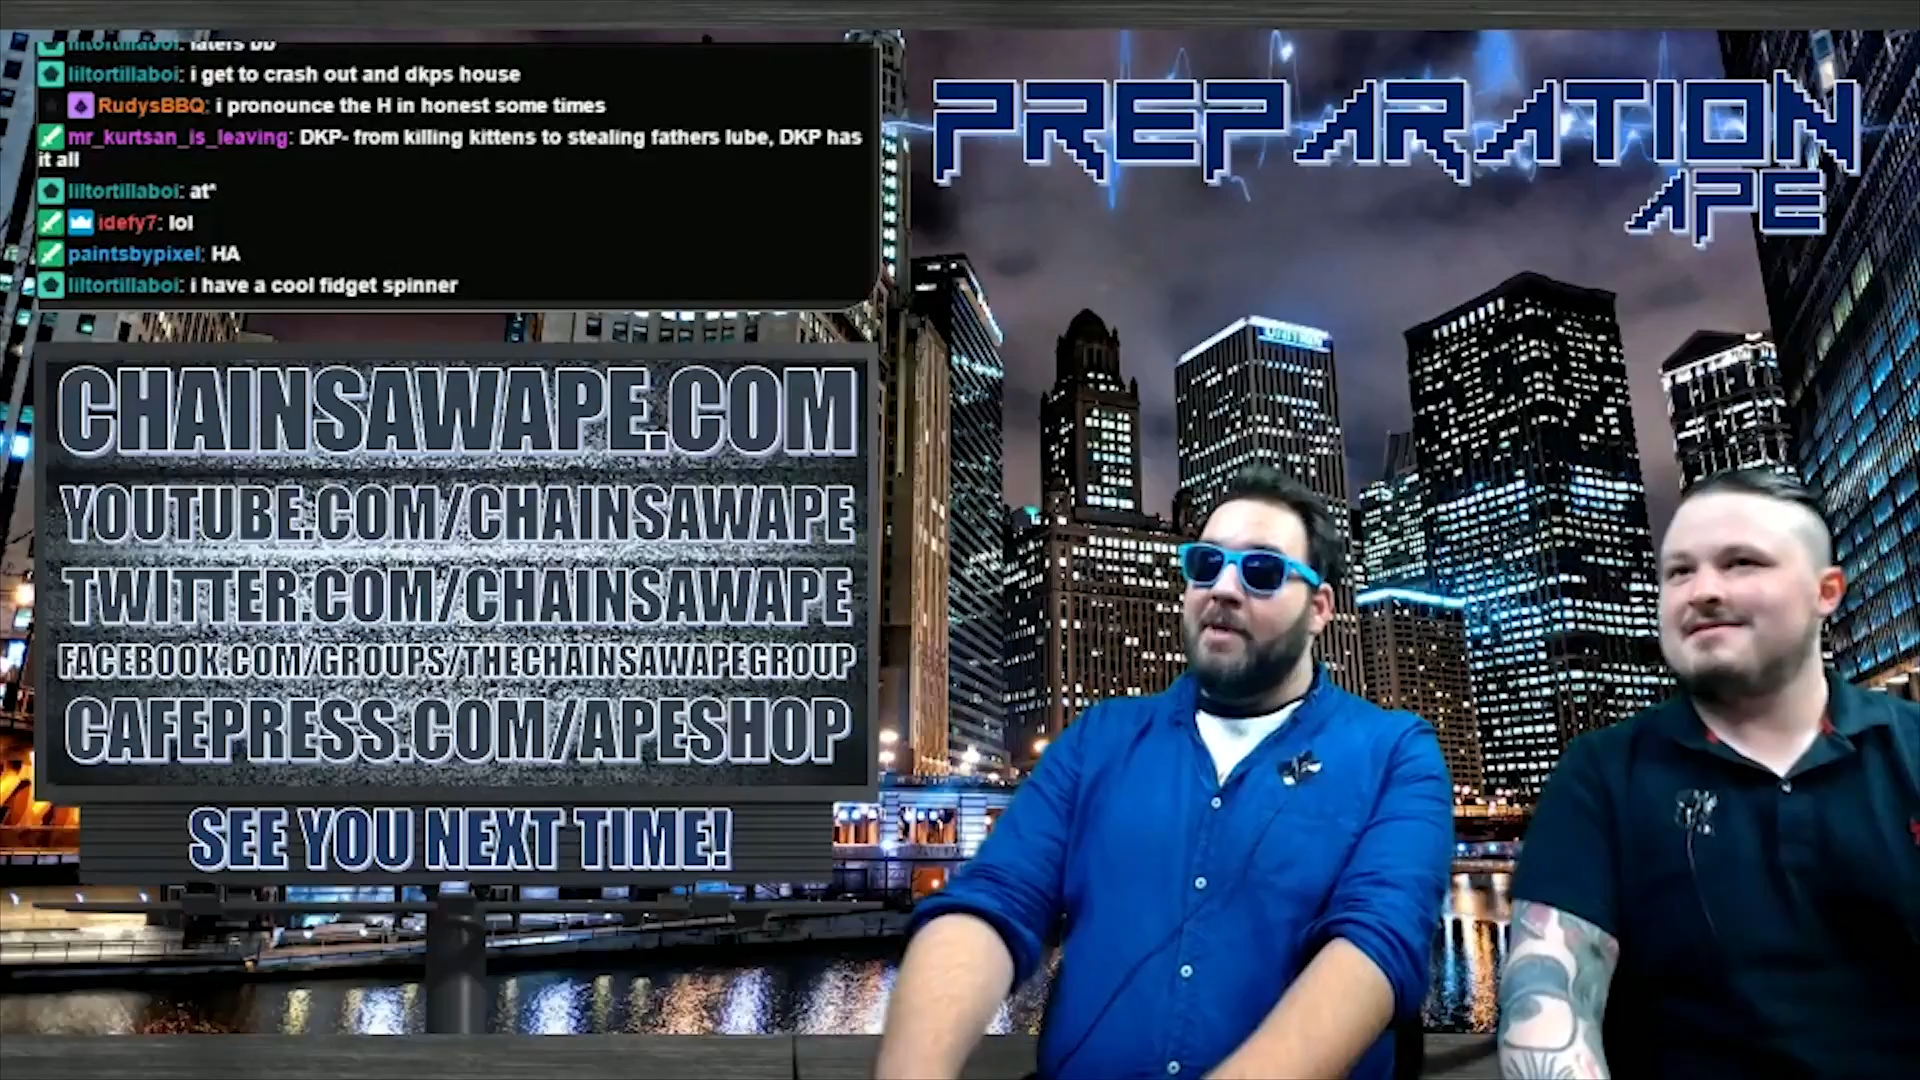 liltortillaboi: laters bb
liltortillaboi: i get to crash out and dkps house
RudysBBQ: i pronounce the H in honest some times
mr_kurtsan_is_leaving: DKP- from killing kittens to stealing fathers lube, DKP has
it all
liltortillaboi: at*
idefy7: lol
paintsbypixel: HA
liltortillaboi: i have a cool fidget spinner
PREPARATION
APE
CHAINSAWAPE.COM
YOUTUBE.COM/CHAINSAWAPE
TWITTER.COM/CHAINSAWAPE
FACEBOOK.COM/GROUPS/THECHAINSAWAPEGROUP
CAFEPRESS.COM/APESHOP
SEE YOU NEXT TIME!